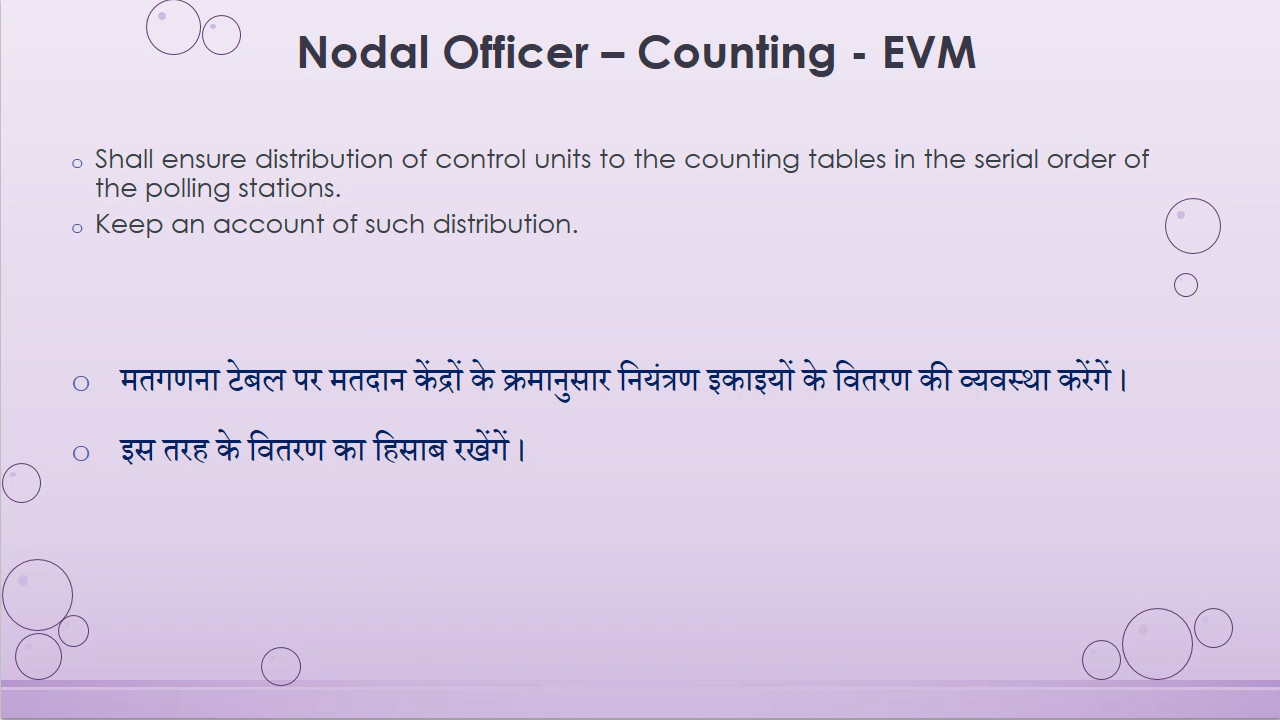 Nodal Officer – Counting - EVM
○ Shall ensure distribution of control units to the counting tables in the serial order of
the polling stations.
○ Keep an account of such distribution.
○ मतगणना टेबल पर मतदान केंद्रों के क्रमानुसार नियंत्रण इकाइयों के वितरण की व्यवस्था करेंगें।
○ इस तरह के वितरण का हिसाब रखेंगें।